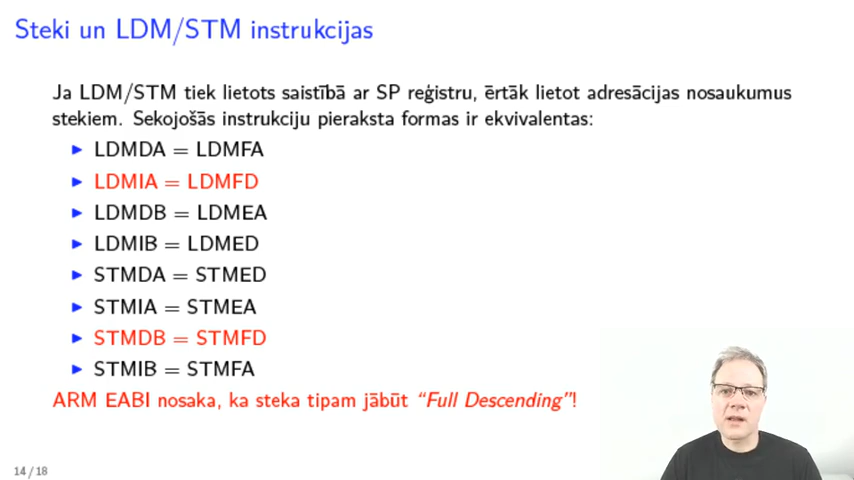 Steki un LDM/STM instrukcijas
Ja LDM/STM tiek lietots saistībā ar SP reģistru, ērtāk lietot adresācijas nosaukumus
stekiem. Sekojošās instrukciju pieraksta formas ir ekvivalentas:
LDMDA = LDMFA
LDMIA = LDMFD
LDMDB = LDMEA
LDMIB = LDMED
STMDA = STMED
STMIA = STMEA
STMDB = STMFD
STMIB = STMFA
ARM EABI nosaka, ka steka tipam jābūt “Full Descending”!
14 / 18